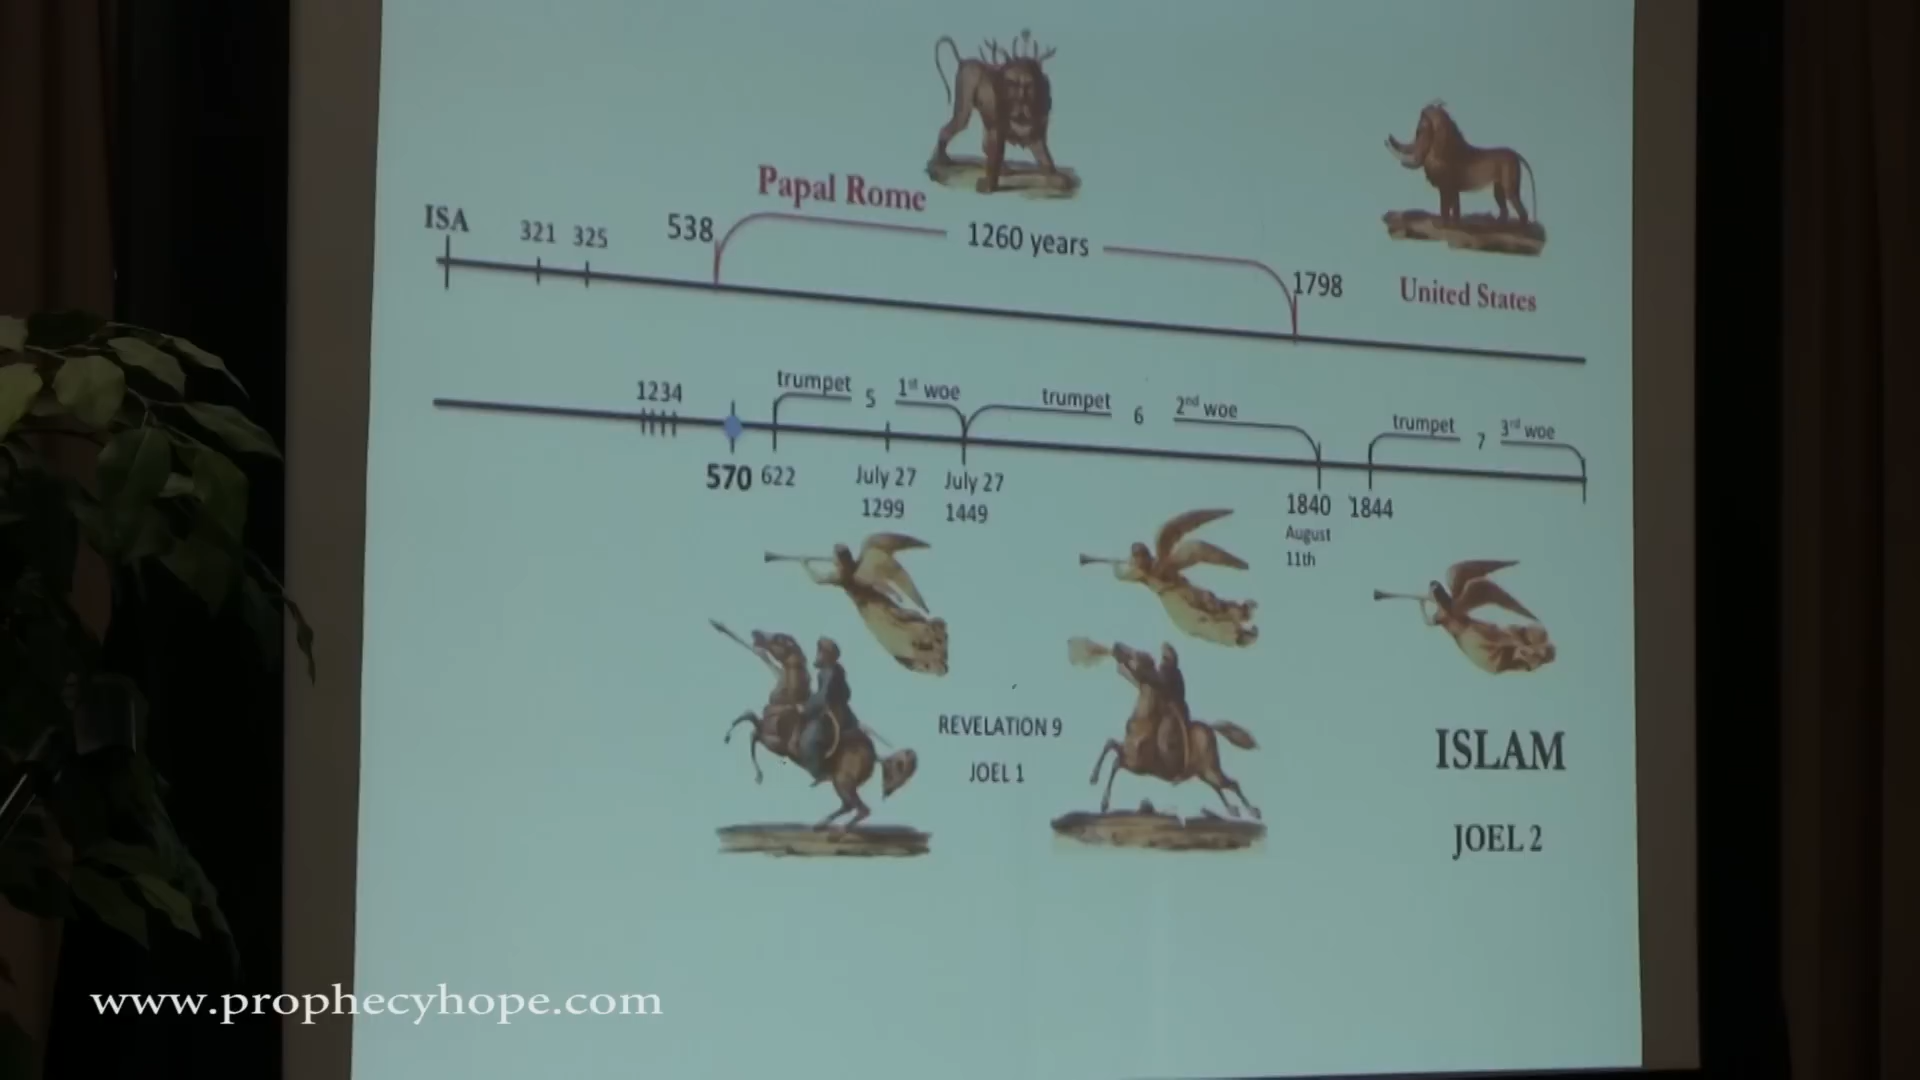 Papal Rome
ISA 321 325 538 1260 years 1798 United States
1234 trumpet 5 1st woe trumpet 6 2nd woe trumpet 7 3rd woe
570 622 July 27 1299 July 27 1449 1840 August 11th 1844
REVELATION 9
JOEL 1
ISLAM
JOEL 2
www.prophecyhope.com